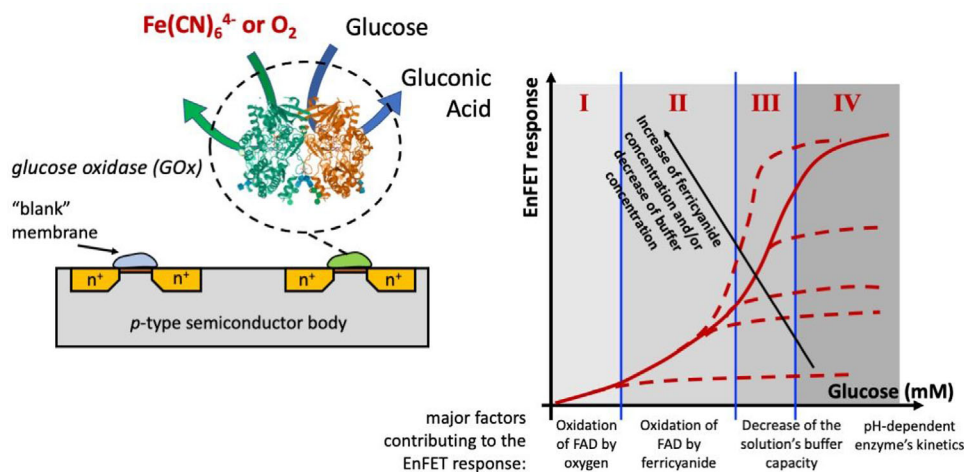 Fe(CN)₆⁴⁻ or O₂
Glucose
Gluconic
Acid
glucose oxidase (GOx)
“blank”
membrane
n⁺
n⁺
n⁺
n⁺
p-type semiconductor body
EnFET response
I
II
III
IV
Increase of ferricyanide
concentration and/or
decrease of buffer
concentration
Glucose (mM)
major factors
contributing to the
EnFET response:
Oxidation
of FAD by
oxygen
Oxidation of
FAD by
ferricyanide
Decrease of the
solution’s buffer
capacity
pH-dependent
enzyme’s kinetics